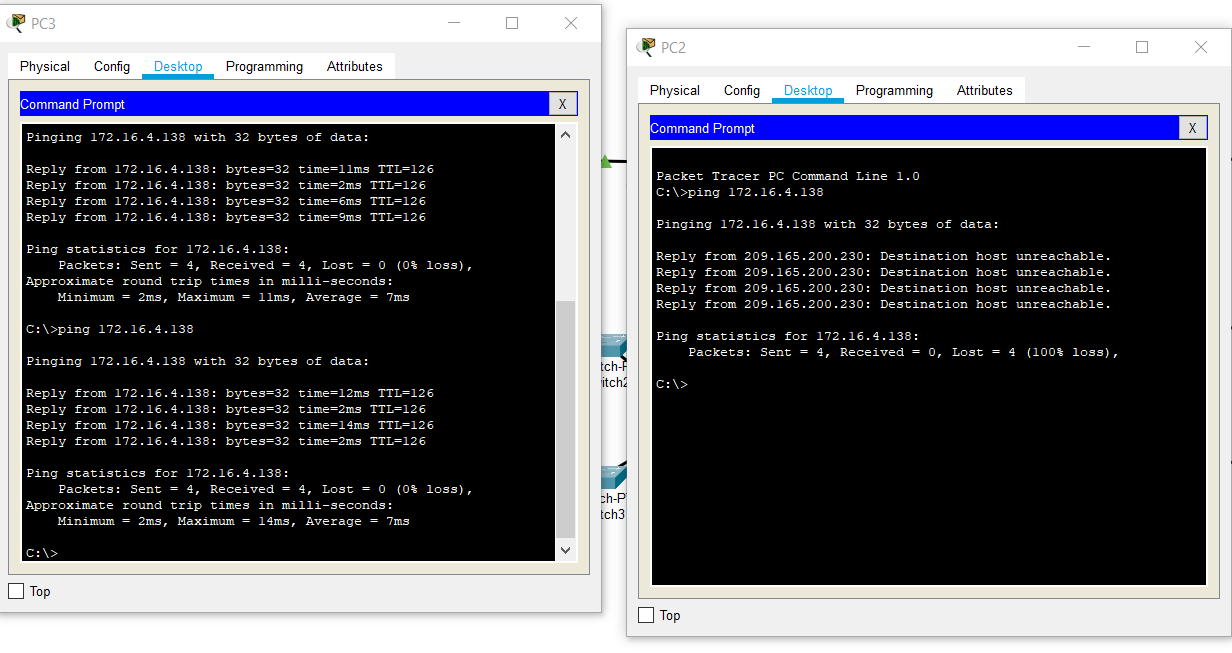 PC3
Physical Config Desktop Programming Attributes
Command Prompt X
Pinging 172.16.4.138 with 32 bytes of data:
Reply from 172.16.4.138: bytes=32 time=11ms TTL=126
Reply from 172.16.4.138: bytes=32 time=2ms TTL=126
Reply from 172.16.4.138: bytes=32 time=6ms TTL=126
Reply from 172.16.4.138: bytes=32 time=9ms TTL=126
Ping statistics for 172.16.4.138:
Packets: Sent = 4, Received = 4, Lost = 0 (0% loss),
Approximate round trip times in milli-seconds:
Minimum = 2ms, Maximum = 11ms, Average = 7ms
C:\>ping 172.16.4.138
Pinging 172.16.4.138 with 32 bytes of data:
Reply from 172.16.4.138: bytes=32 time=12ms TTL=126
Reply from 172.16.4.138: bytes=32 time=2ms TTL=126
Reply from 172.16.4.138: bytes=32 time=14ms TTL=126
Reply from 172.16.4.138: bytes=32 time=2ms TTL=126
Ping statistics for 172.16.4.138:
Packets: Sent = 4, Received = 4, Lost = 0 (0% loss),
Approximate round trip times in milli-seconds:
Minimum = 2ms, Maximum = 14ms, Average = 7ms
C:\>
Top
tch-P
itch2
ch-P
tch3
PC2
Physical Config Desktop Programming Attributes
Command Prompt X
Packet Tracer PC Command Line 1.0
C:\>ping 172.16.4.138
Pinging 172.16.4.138 with 32 bytes of data:
Reply from 209.165.200.230: Destination host unreachable.
Reply from 209.165.200.230: Destination host unreachable.
Reply from 209.165.200.230: Destination host unreachable.
Reply from 209.165.200.230: Destination host unreachable.
Ping statistics for 172.16.4.138:
Packets: Sent = 4, Received = 0, Lost = 4 (100% loss),
C:\>
Top